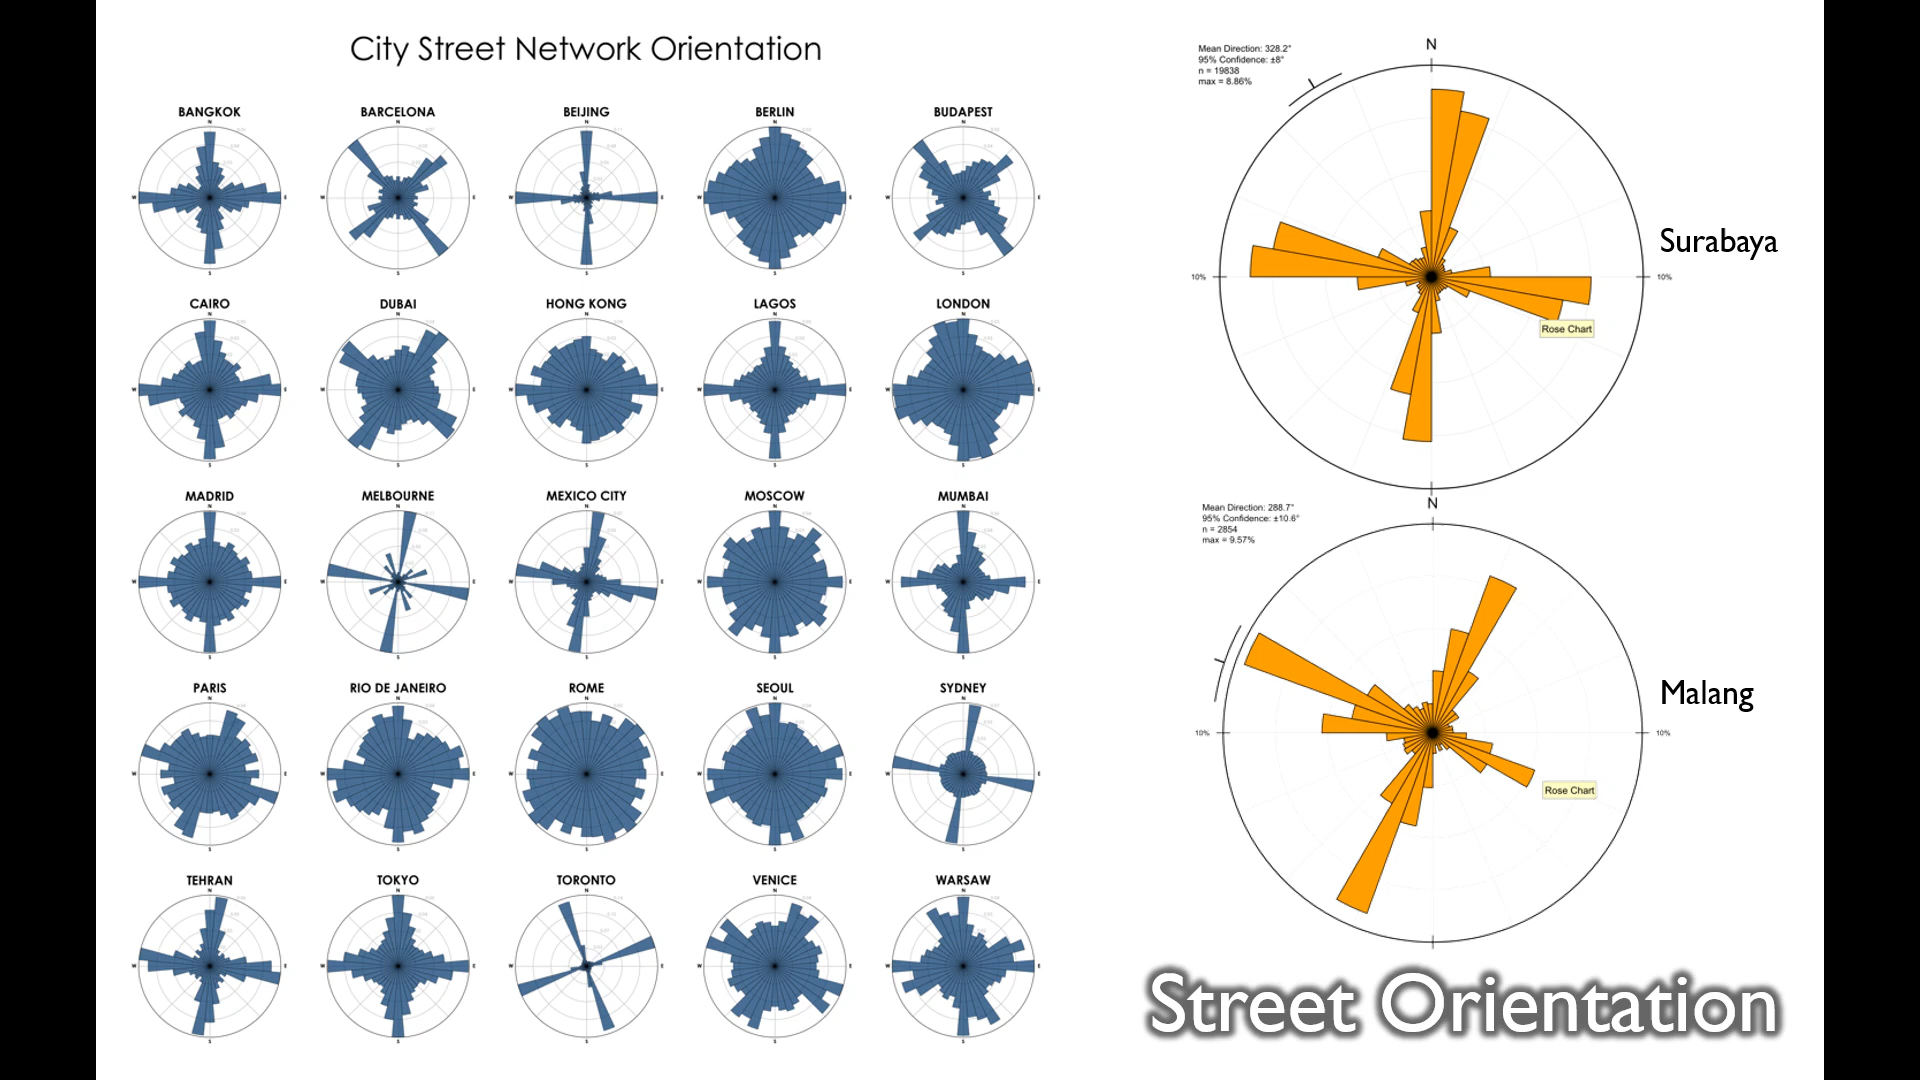 City Street Network Orientation
BANGKOK
BARCELONA
BEIJING
BERLIN
BUDAPEST
N
N
N
N
N
W
E
W
E
W
E
W
E
W
E
S
S
S
S
S
CAIRO
DUBAI
HONG KONG
LAGOS
LONDON
N
N
N
N
N
W
E
W
E
W
E
W
E
W
E
S
S
S
S
S
MADRID
MELBOURNE
MEXICO CITY
MOSCOW
MUMBAI
N
N
N
N
N
W
E
W
E
W
E
W
E
W
E
S
S
S
S
S
PARIS
RIO DE JANEIRO
ROME
SEOUL
SYDNEY
N
N
N
N
N
W
E
W
E
W
E
W
E
W
E
S
S
S
S
S
TEHRAN
TOKYO
TORONTO
VENICE
WARSAW
N
N
N
N
N
W
E
W
E
W
E
W
E
W
E
S
S
S
S
S
Mean Direction: 328.2°
95% Confidence: ±8°
n = 19838
max = 8.86%
N
10%
10%
Rose Chart
Surabaya
Mean Direction: 288.7°
95% Confidence: ±10.6°
n = 2854
max = 9.57%
N
10%
10%
Rose Chart
Malang
Street Orientation